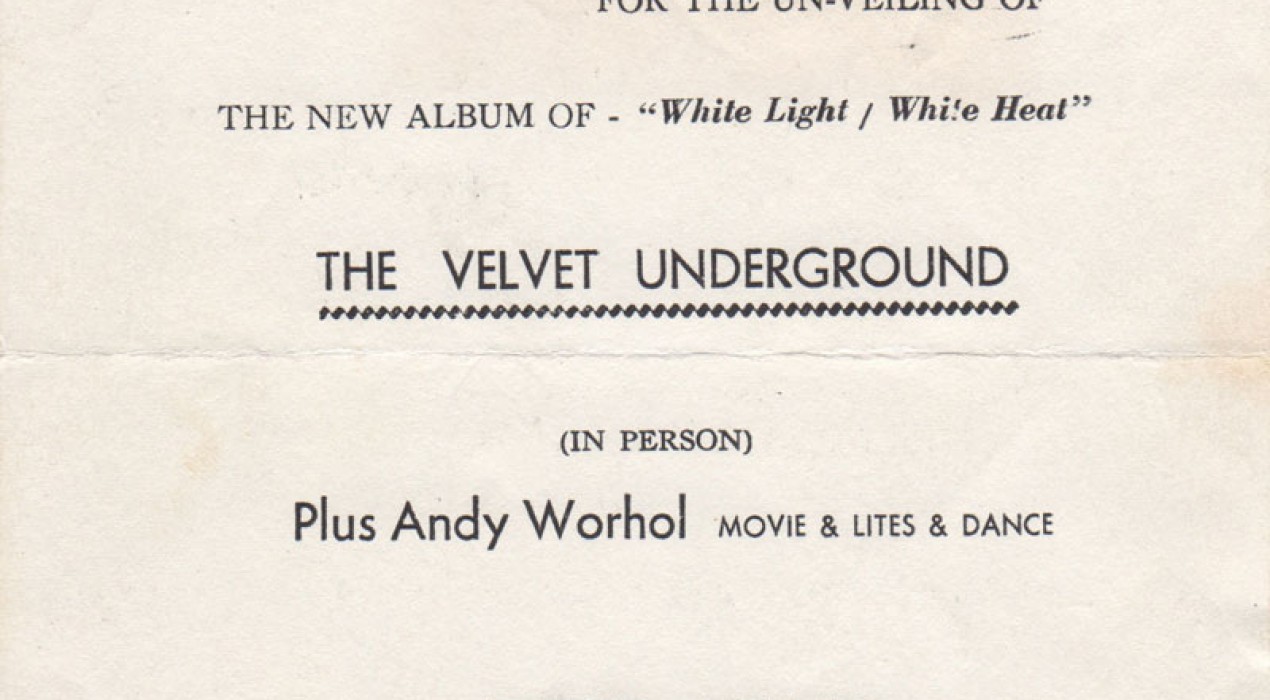 FOR THE UN-VEILING OF
THE NEW ALBUM OF - "White Light / White Heat"
THE VELVET UNDERGROUND
(IN PERSON)
Plus Andy Worhol MOVIE & LITES & DANCE